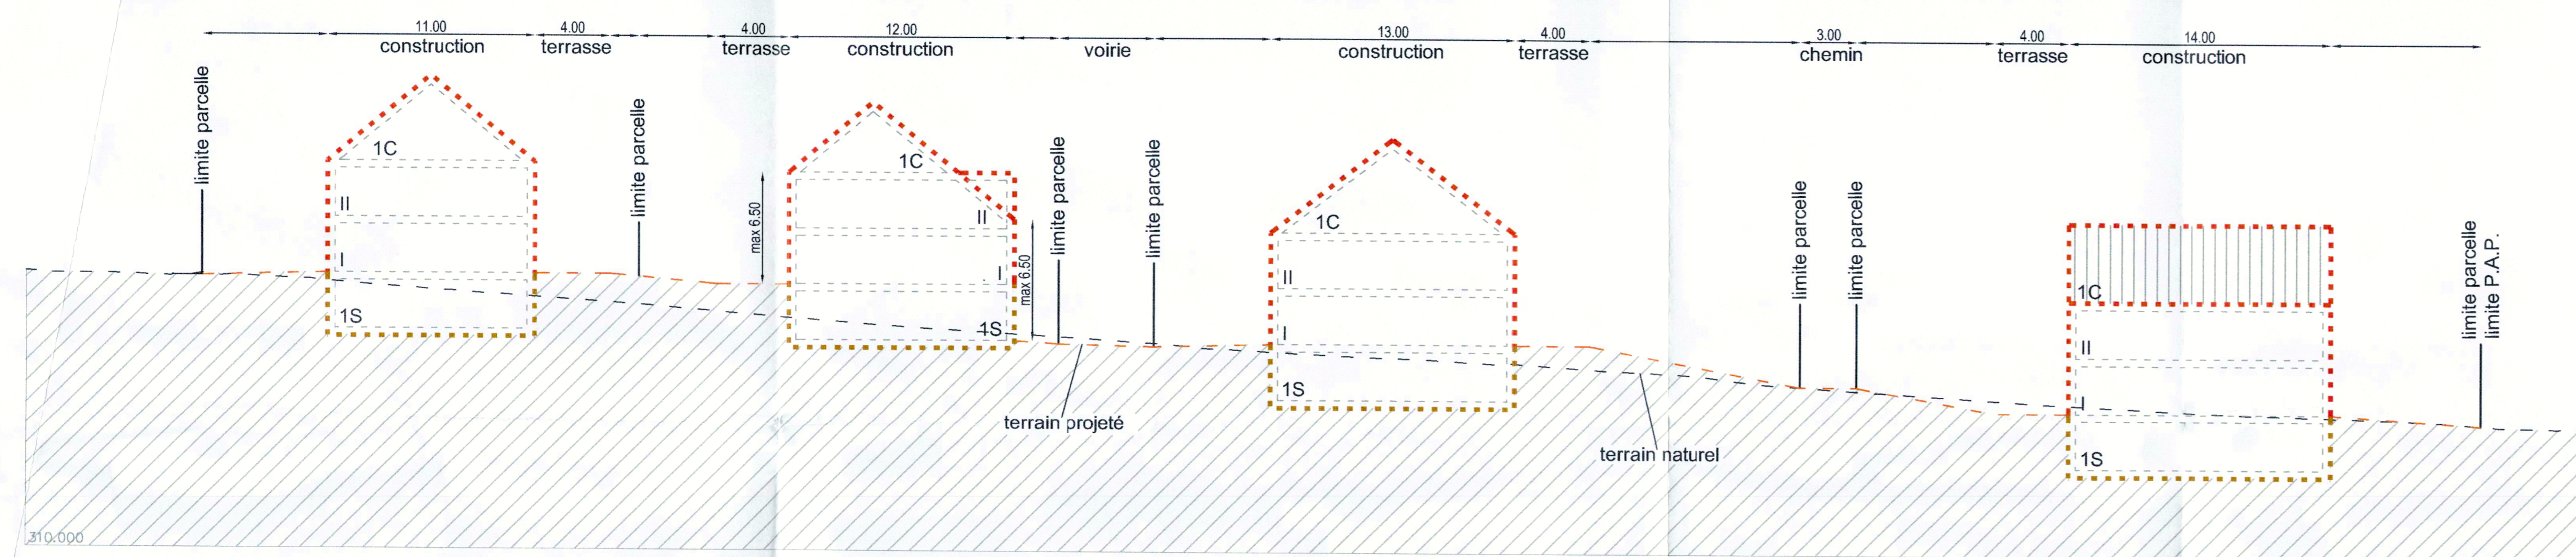 11.00 4.00 4.00 12.00 13.00 4.00 3.00 4.00 14.00
construction terrasse terrasse construction voirie construction terrasse chemin terrasse construction
limite parcelle
limite parcelle
limite parcelle
limite parcelle
limite parcelle
limite parcelle
limite parcelle
limite P.A.P.
1C
II
I
1S
max 6.50
1C
II
I
1S
max 6.50
1C
II
I
1S
1C
II
I
1S
terrain projeté
terrain naturel
310.000